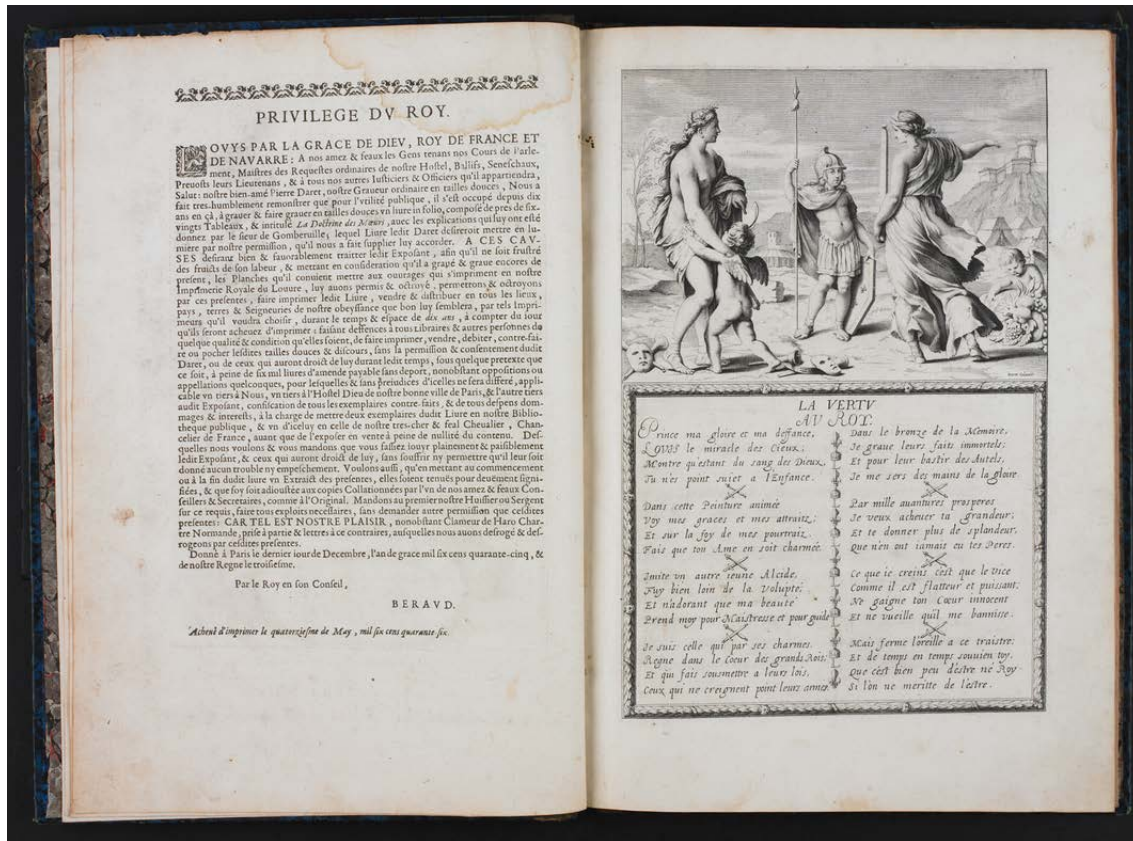 PRIVILEGE DV ROY.
LOVYS PAR LA GRACE DE DIEV, ROY DE FRANCE ET
DE NAVARRE : A nos amez & feaux les Gens tenans nos Cours de Parle-
ment, Maistres des Requestes ordinaires de nostre Hostel, Baillifs, Seneschaux,
Preuosts leurs Lieutenans, & à tous nos autres Iusticiers & Officiers qu'il appartiendra,
Salut : nostre bien-amé Pierre Daret, nostre Graueur ordinaire en tailles douces, Nous a
fait tres-humblement remonstrer que pour l'vtilité publique, il s'est occupé depuis dix
ans en çà, à grauer & faire grauer en tailles douces vn liure in folio, composé de pres de six-
vingts Tableaux, & intitulé La Doctrine des Mœurs, auec les explications qui luy ont esté
donnez par le sieur de Gomberuille; lequel Liure ledit Daret desireroit mettre en lu-
miere par nostre permission, qu'il nous a fait supplier luy accorder. A CES CAV-
SES desirans bien & fauorablement traitter ledit Exposant, afin qu'il ne soit frustré
des fruicts de son labeur, & mettant en consideration qu'il a graué & graue encores de
present, les Planches qu'il conuient mettre aux ouurages qui s'impriment en nostre
Imprimerie Royale du Louure, luy auons permis & octroyé, permettons & octroyons
par ces presentes, faire imprimer ledit Liure, vendre & distribuer en tous les lieux,
pays, terres & Seigneuries de nostre obeyssance que bon luy semblera, par tels Impri-
meurs qu'il voudra choisir, durant le temps & espace de dix ans, à compter du iour
qu'ils seront acheuez d'imprimer : faisant deffences à tous Libraires & autres personnes de
quelque qualité & condition qu'elles soient, de faire imprimer, vendre, debiter, contre-fai-
re ou pocher lesdites tailles douces & discours, sans la permission & consentement dudit
Daret, ou de ceux qui auront droict de luy durant ledit temps, sous quelque pretexte que
ce soit, à peine de six mil liures d'amende payable sans deport, nonobstant oppositions ou
appellations quelconques, pour lesquelles & sans preiudices d'icelles ne sera differé, appli-
cable vn tiers à Nous, vn tiers à l'Hostel Dieu de nostre bonne ville de Paris, & l'autre tiers
audit Exposant, confiscation de tous les exemplaires contre-faits, & de tous despens dom-
mages & interests, à la charge de mettre deux exemplaires dudit Liure en nostre Biblio-
theque publique, & vn d'iceluy en celle de nostre tres-cher & feal Cheualier, Chan-
celier de France, auant que de l'exposer en vente à peine de nullité du contenu. Des-
quelles nous voulons & vous mandons que vous fassiez iouyr plainement & paisiblement
ledit Exposant, & ceux qui auront droict de luy, sans souffrir ny permettre qu'il leur soit
donné aucun trouble ny empeschement. Voulons aussi, qu'en mettant au commencement
ou à la fin dudit liure vn Extraict des presentes, elles soient tenuës pour deuëment signi-
fiées, & que foy soit adioustée aux copies Collationnées par l'vn de nos amez & feaux Con-
seillers & Secretaires, comme à l'Original. Mandons au premier nostre Huissier ou Sergent
sur ce requis, faire tous exploits necessaires, sans demander autre permission que cesdites
presentes : CAR TEL EST NOSTRE PLAISIR, nonobstant Clameur de Haro Char-
tre Normande, prise à partie & lettres à ce contraires, ausquelles nous auons desrogé & des-
rogeons par cesdites presentes.
Donné à Paris le dernier iour de Decembre, l'an de grace mil six cens quarante-cinq, &
de nostre Regne le troisiesme.
Par le Roy en son Conseil,
BERAVD.
Acheué d'imprimer le quatorziesme de May, mil six cens quarante six.
LA VERTV
AV ROY.
Prince ma gloire et ma deffance,
LOVIS le miracle des Cieux,
Montre qu'estant du sang des Dieux,
Tu n'es point sujet a l'Enfance.
Dans cette Peinture animée
Voy mes graces et mes attraitz;
Et sur la foy de mes pourtraiz,
Fais que ton Ame en soit charmée.
Imite vn autre ieune Alcide,
Fuy bien loin de la Volupté;
Et n'adorant que ma beauté
Prend moy pour Maistresse et pour guide.
Je suis celle qui par ses charmes
Regne dans le Coeur des grands Rois;
Et qui fais sousmettre a leurs lois,
Ceux qui ne creignent point leurs armes.
Dans le bronze de la Memoire,
Je graue leurs faits immortels;
Et pour leur bastir des Autels,
Je me sers des mains de la gloire.
Par mille auantures prosperes
Je veux acheuer ta grandeur;
Et te donner plus de splandeur,
Que n'en ont iamais eu tes Peres.
Ce que ie creins c'est que le vice
Comme il est flatteur et puissant;
Ne gaigne ton Cœur innocent
Et ne vueille qu'il me bannisse.
Mais ferme l'oreille a ce traistre;
Et de temps en temps souuien toy,
Que c'est bien peu d'éstre né Roy
Si l'on ne meritte de l'estre.